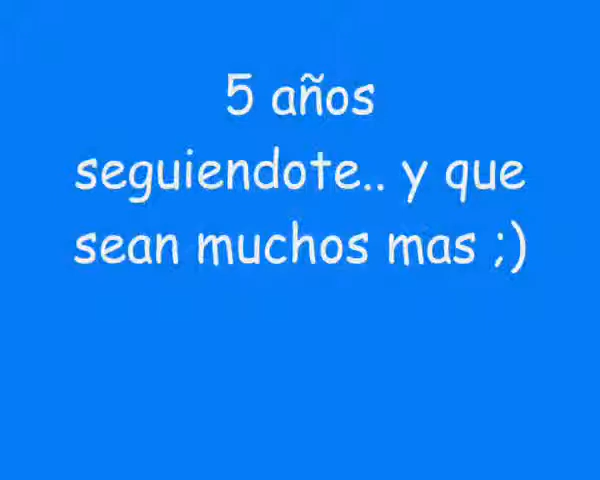 5 años
seguiendote.. y que
sean muchos mas ;)